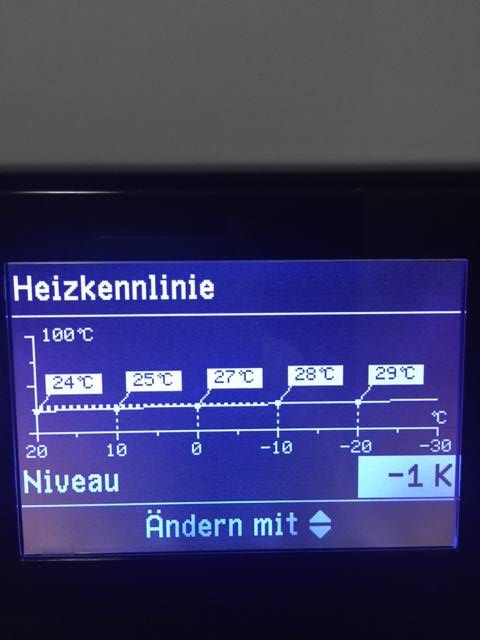 Heizkennlinie
100°C
24°C 25°C 27°C 28°C 29°C
°C
20 10 0 -10 -20 -30
Niveau -1 K
Ändern mit